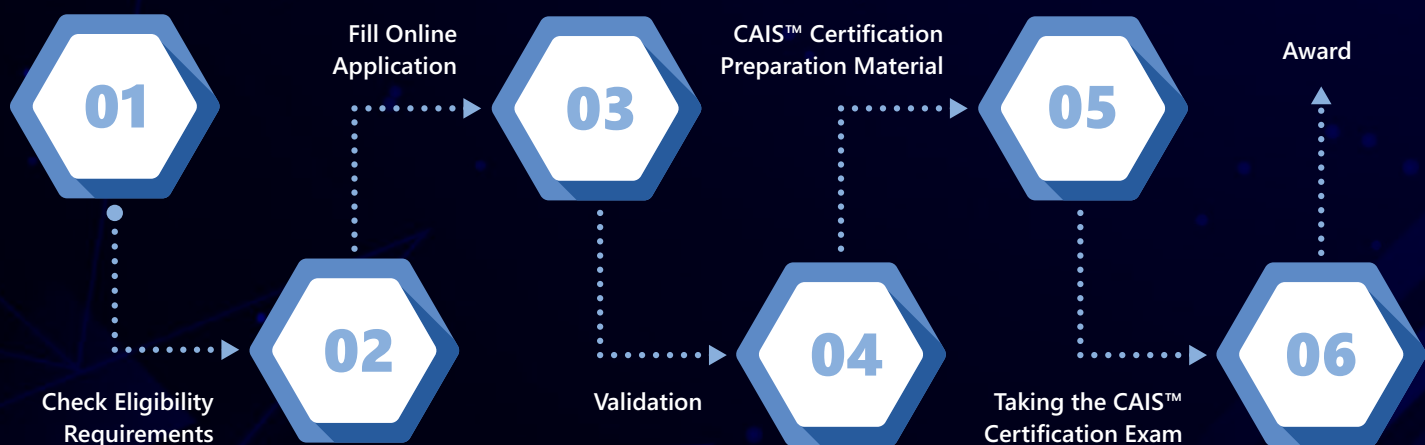 01
Check Eligibility
Requirements
02
Fill Online
Application
03
Validation
04
CAIS™ Certification
Preparation Material
05
Taking the CAIS™
Certification Exam
06
Award